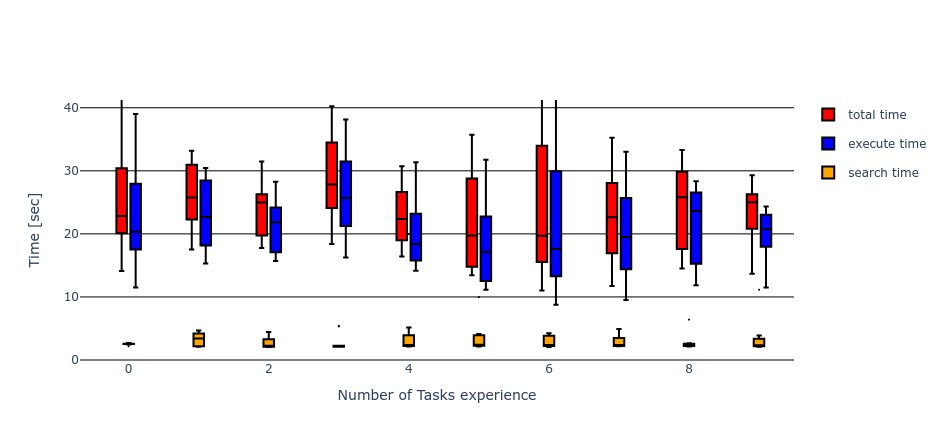 40
30
20
10
0
0 2 4 6 8
Time [sec]
Number of Tasks experience
total time
execute time
search time